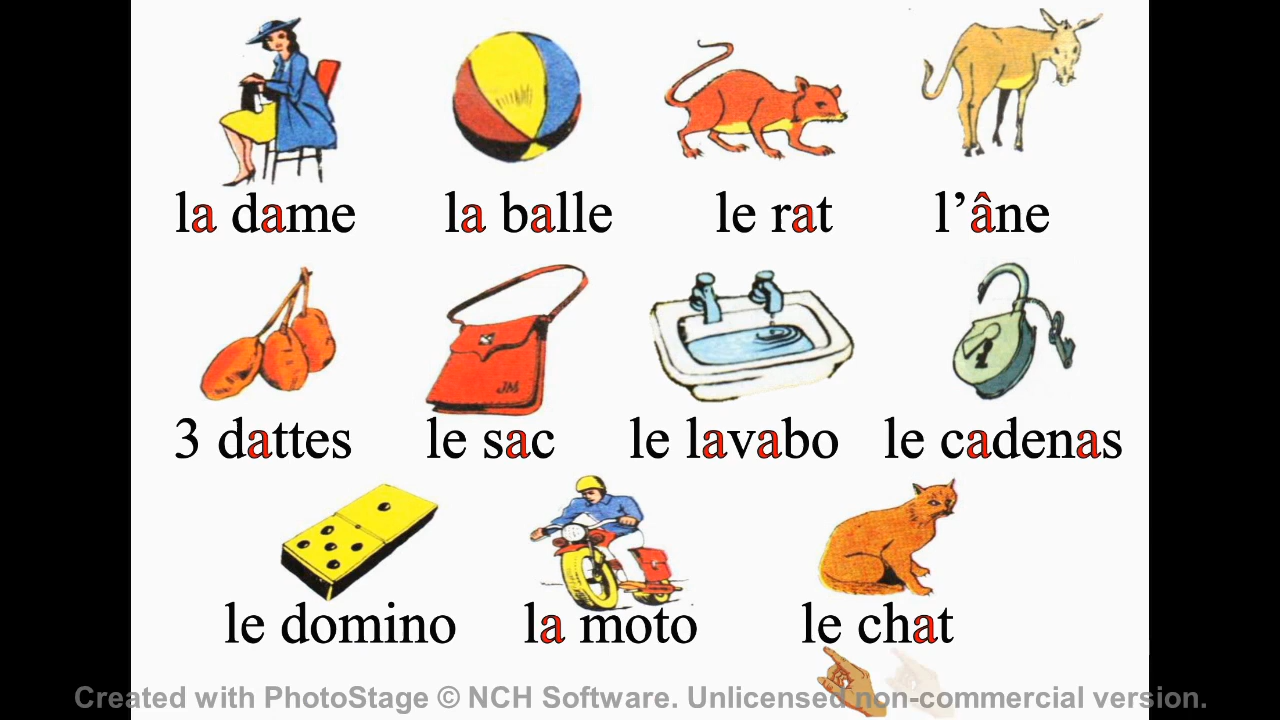 la dame la balle le rat l’âne
JM
3 dattes le sac le lavabo le cadenas
le domino la moto le chat
Created with PhotoStage © NCH Software. Unlicensed non-commercial version.